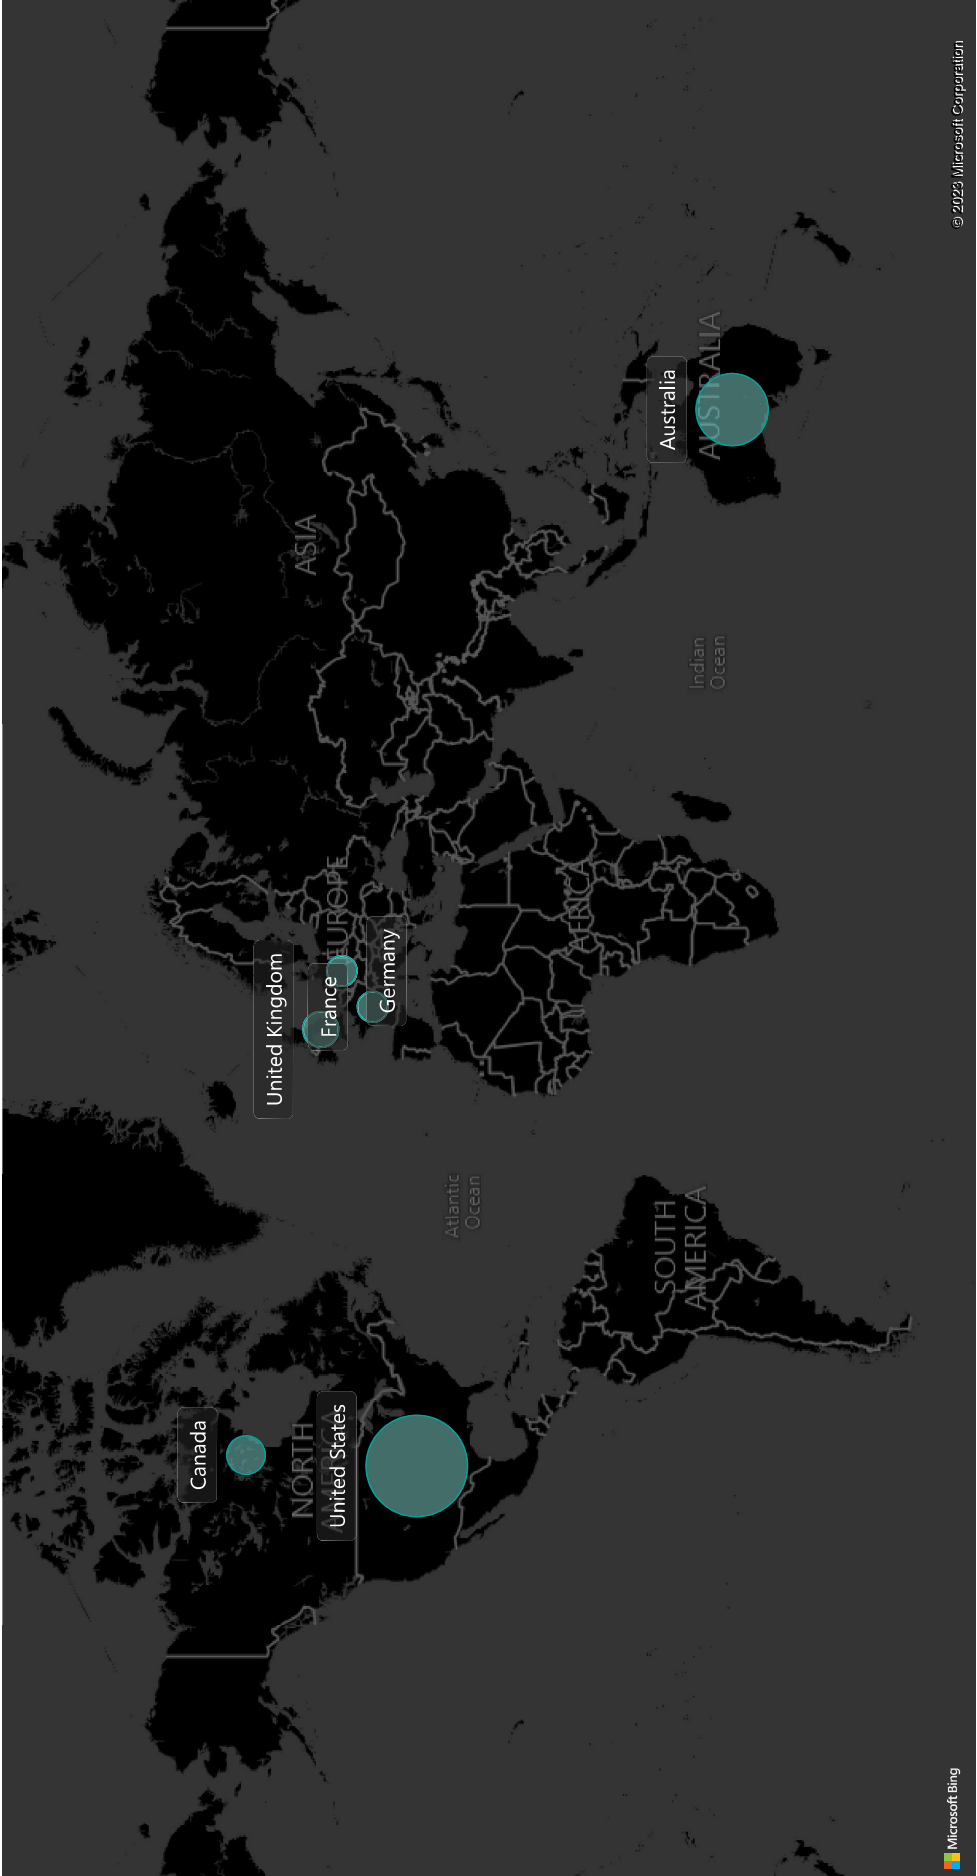 Canada
NORTH
AMERICA
United States
Atlantic
Ocean
SOUTH
AMERICA
United Kingdom
EUROPE
France
Germany
AFRICA
ASIA
Indian
Ocean
Australia
AUSTRALIA
Microsoft Bing
© 2023 Microsoft Corporation